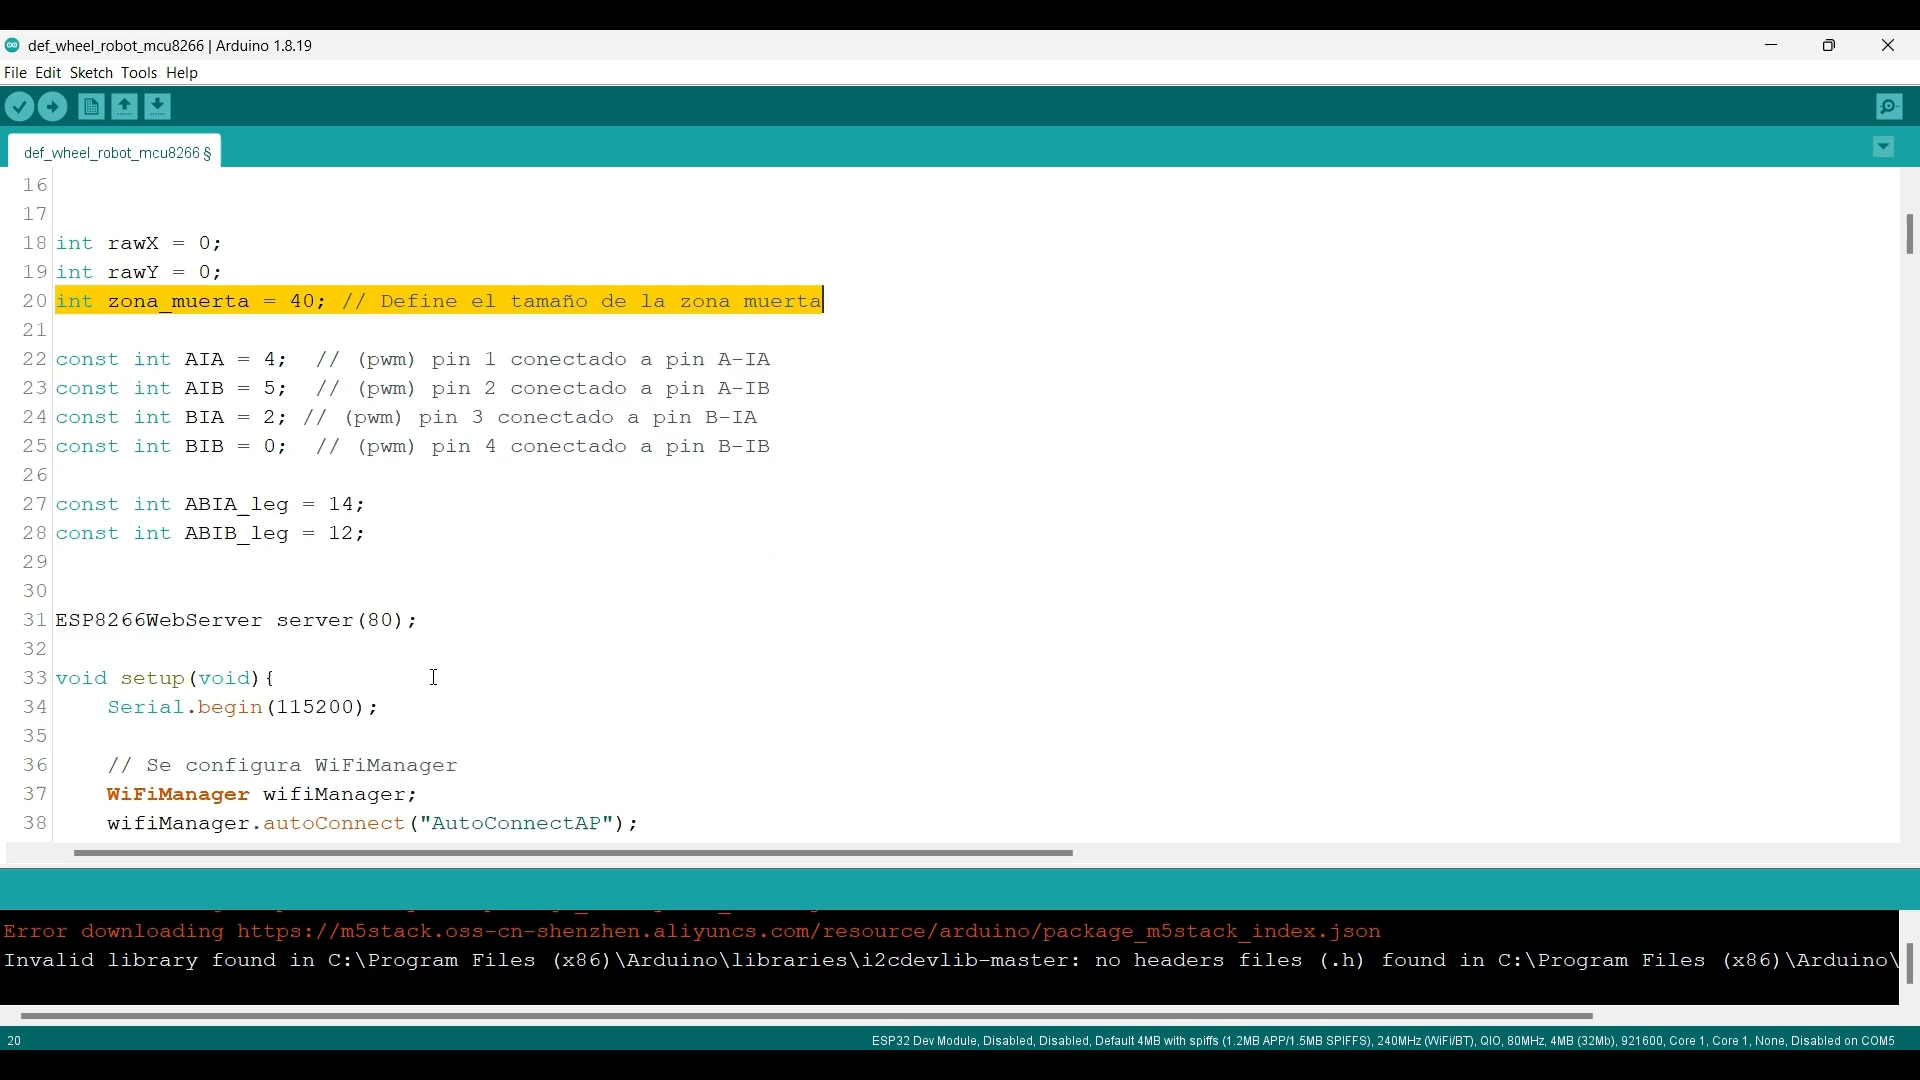 def_wheel_robot_mcu8266 | Arduino 1.8.19
File Edit Sketch Tools Help
def_wheel_robot_mcu8266 §
16
17
18 int rawX = 0;
19 int rawY = 0;
20 int zona_muerta = 40; // Define el tamaño de la zona muerta
21
22 const int AIA = 4;  // (pwm) pin 1 conectado a pin A-IA
23 const int AIB = 5;  // (pwm) pin 2 conectado a pin A-IB
24 const int BIA = 2; // (pwm) pin 3 conectado a pin B-IA
25 const int BIB = 0;  // (pwm) pin 4 conectado a pin B-IB
26
27 const int ABIA_leg = 14;
28 const int ABIB_leg = 12;
29
30
31 ESP8266WebServer server(80);
32
33 void setup(void){
34     Serial.begin(115200);
35
36     // Se configura WiFiManager
37     WiFiManager wifiManager;
38     wifiManager.autoConnect("AutoConnectAP");
Error downloading https://m5stack.oss-cn-shenzhen.aliyuncs.com/resource/arduino/package_m5stack_index.json
Invalid library found in C:\Program Files (x86)\Arduino\libraries\i2cdevlib-master: no headers files (.h) found in C:\Program Files (x86)\Arduino\
20
ESP32 Dev Module, Disabled, Disabled, Default 4MB with spiffs (1.2MB APP/1.5MB SPIFFS), 240MHz (WiFi/BT), QIO, 80MHz, 4MB (32Mb), 921600, Core 1, Core 1, None, Disabled on COM5